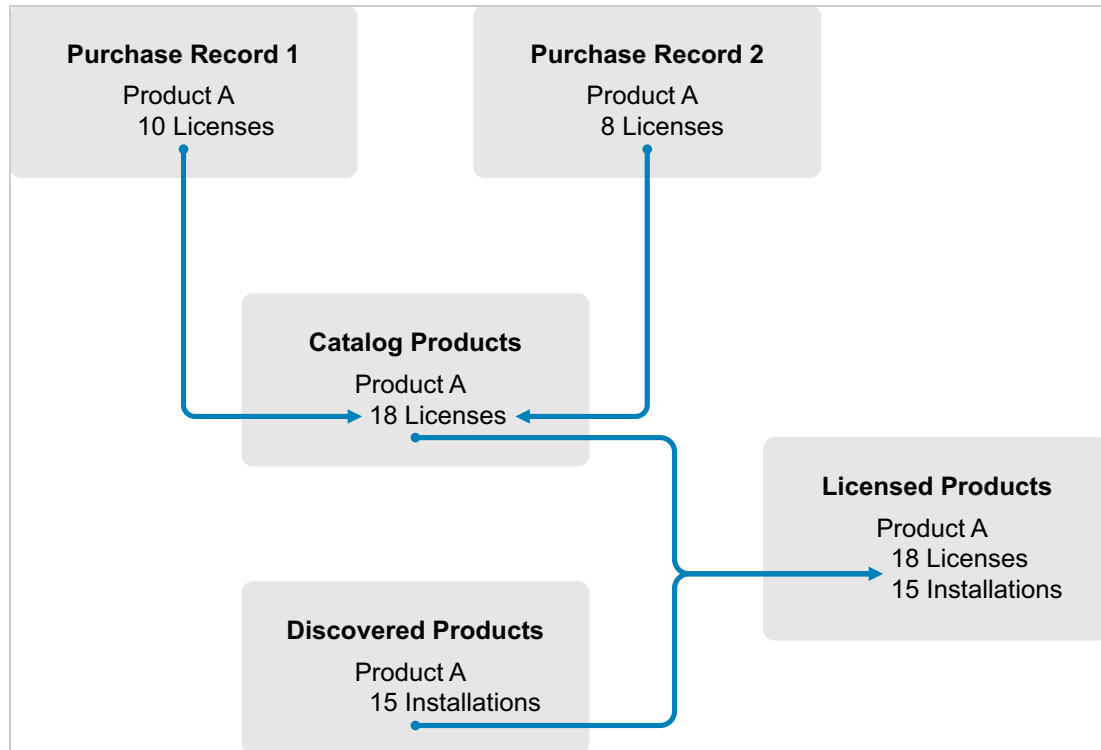 Purchase Record 1
Product A
10 Licenses
Purchase Record 2
Product A
8 Licenses
Catalog Products
Product A
18 Licenses
Licensed Products
Product A
18 Licenses
15 Installations
Discovered Products
Product A
15 Installations